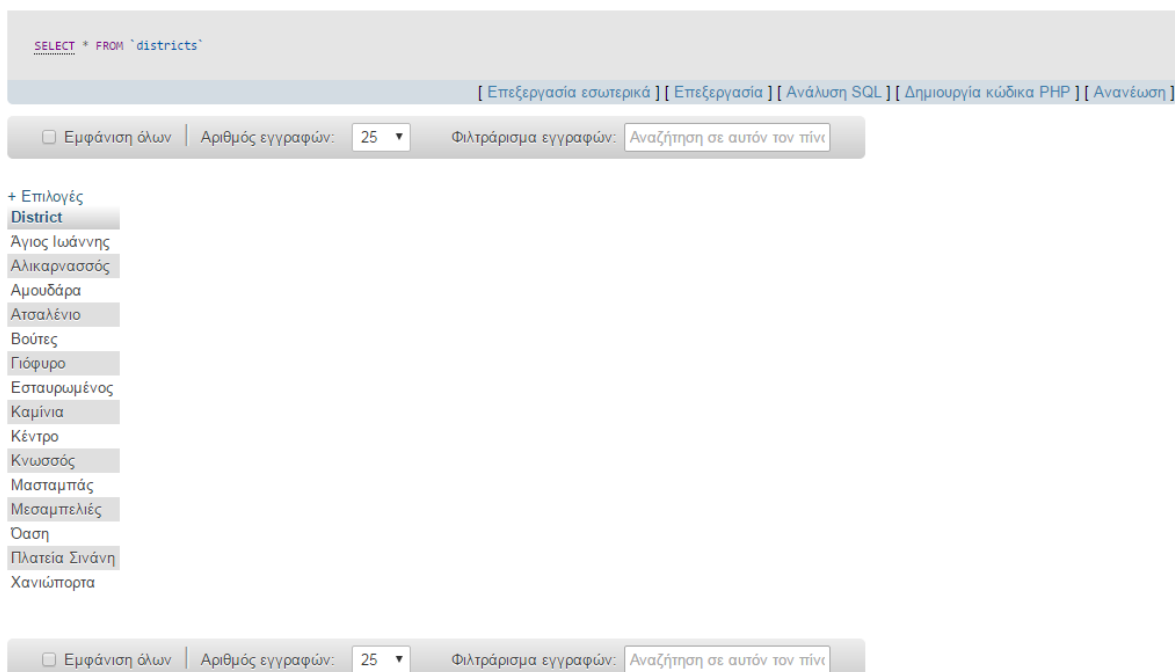 SELECT * FROM `districts`
[ Επεξεργασία εσωτερικά ] [ Επεξεργασία ] [ Ανάλυση SQL ] [ Δημιουργία κώδικα PHP ] [ Ανανέωση ]
Εμφάνιση όλων Αριθμός εγγραφών: 25 Φιλτράρισμα εγγραφών: Αναζήτηση σε αυτόν τον πίνα
+ Επιλογές
District
Άγιος Ιωάννης
Αλικαρνασσός
Αμουδάρα
Ατσαλένιο
Βούτες
Γιόφυρο
Εσταυρωμένος
Καμίνια
Κέντρο
Κνωσσός
Μασταμπάς
Μεσαμπελιές
Όαση
Πλατεία Σινάνη
Χανιώπορτα
Εμφάνιση όλων Αριθμός εγγραφών: 25 Φιλτράρισμα εγγραφών: Αναζήτηση σε αυτόν τον πίνα